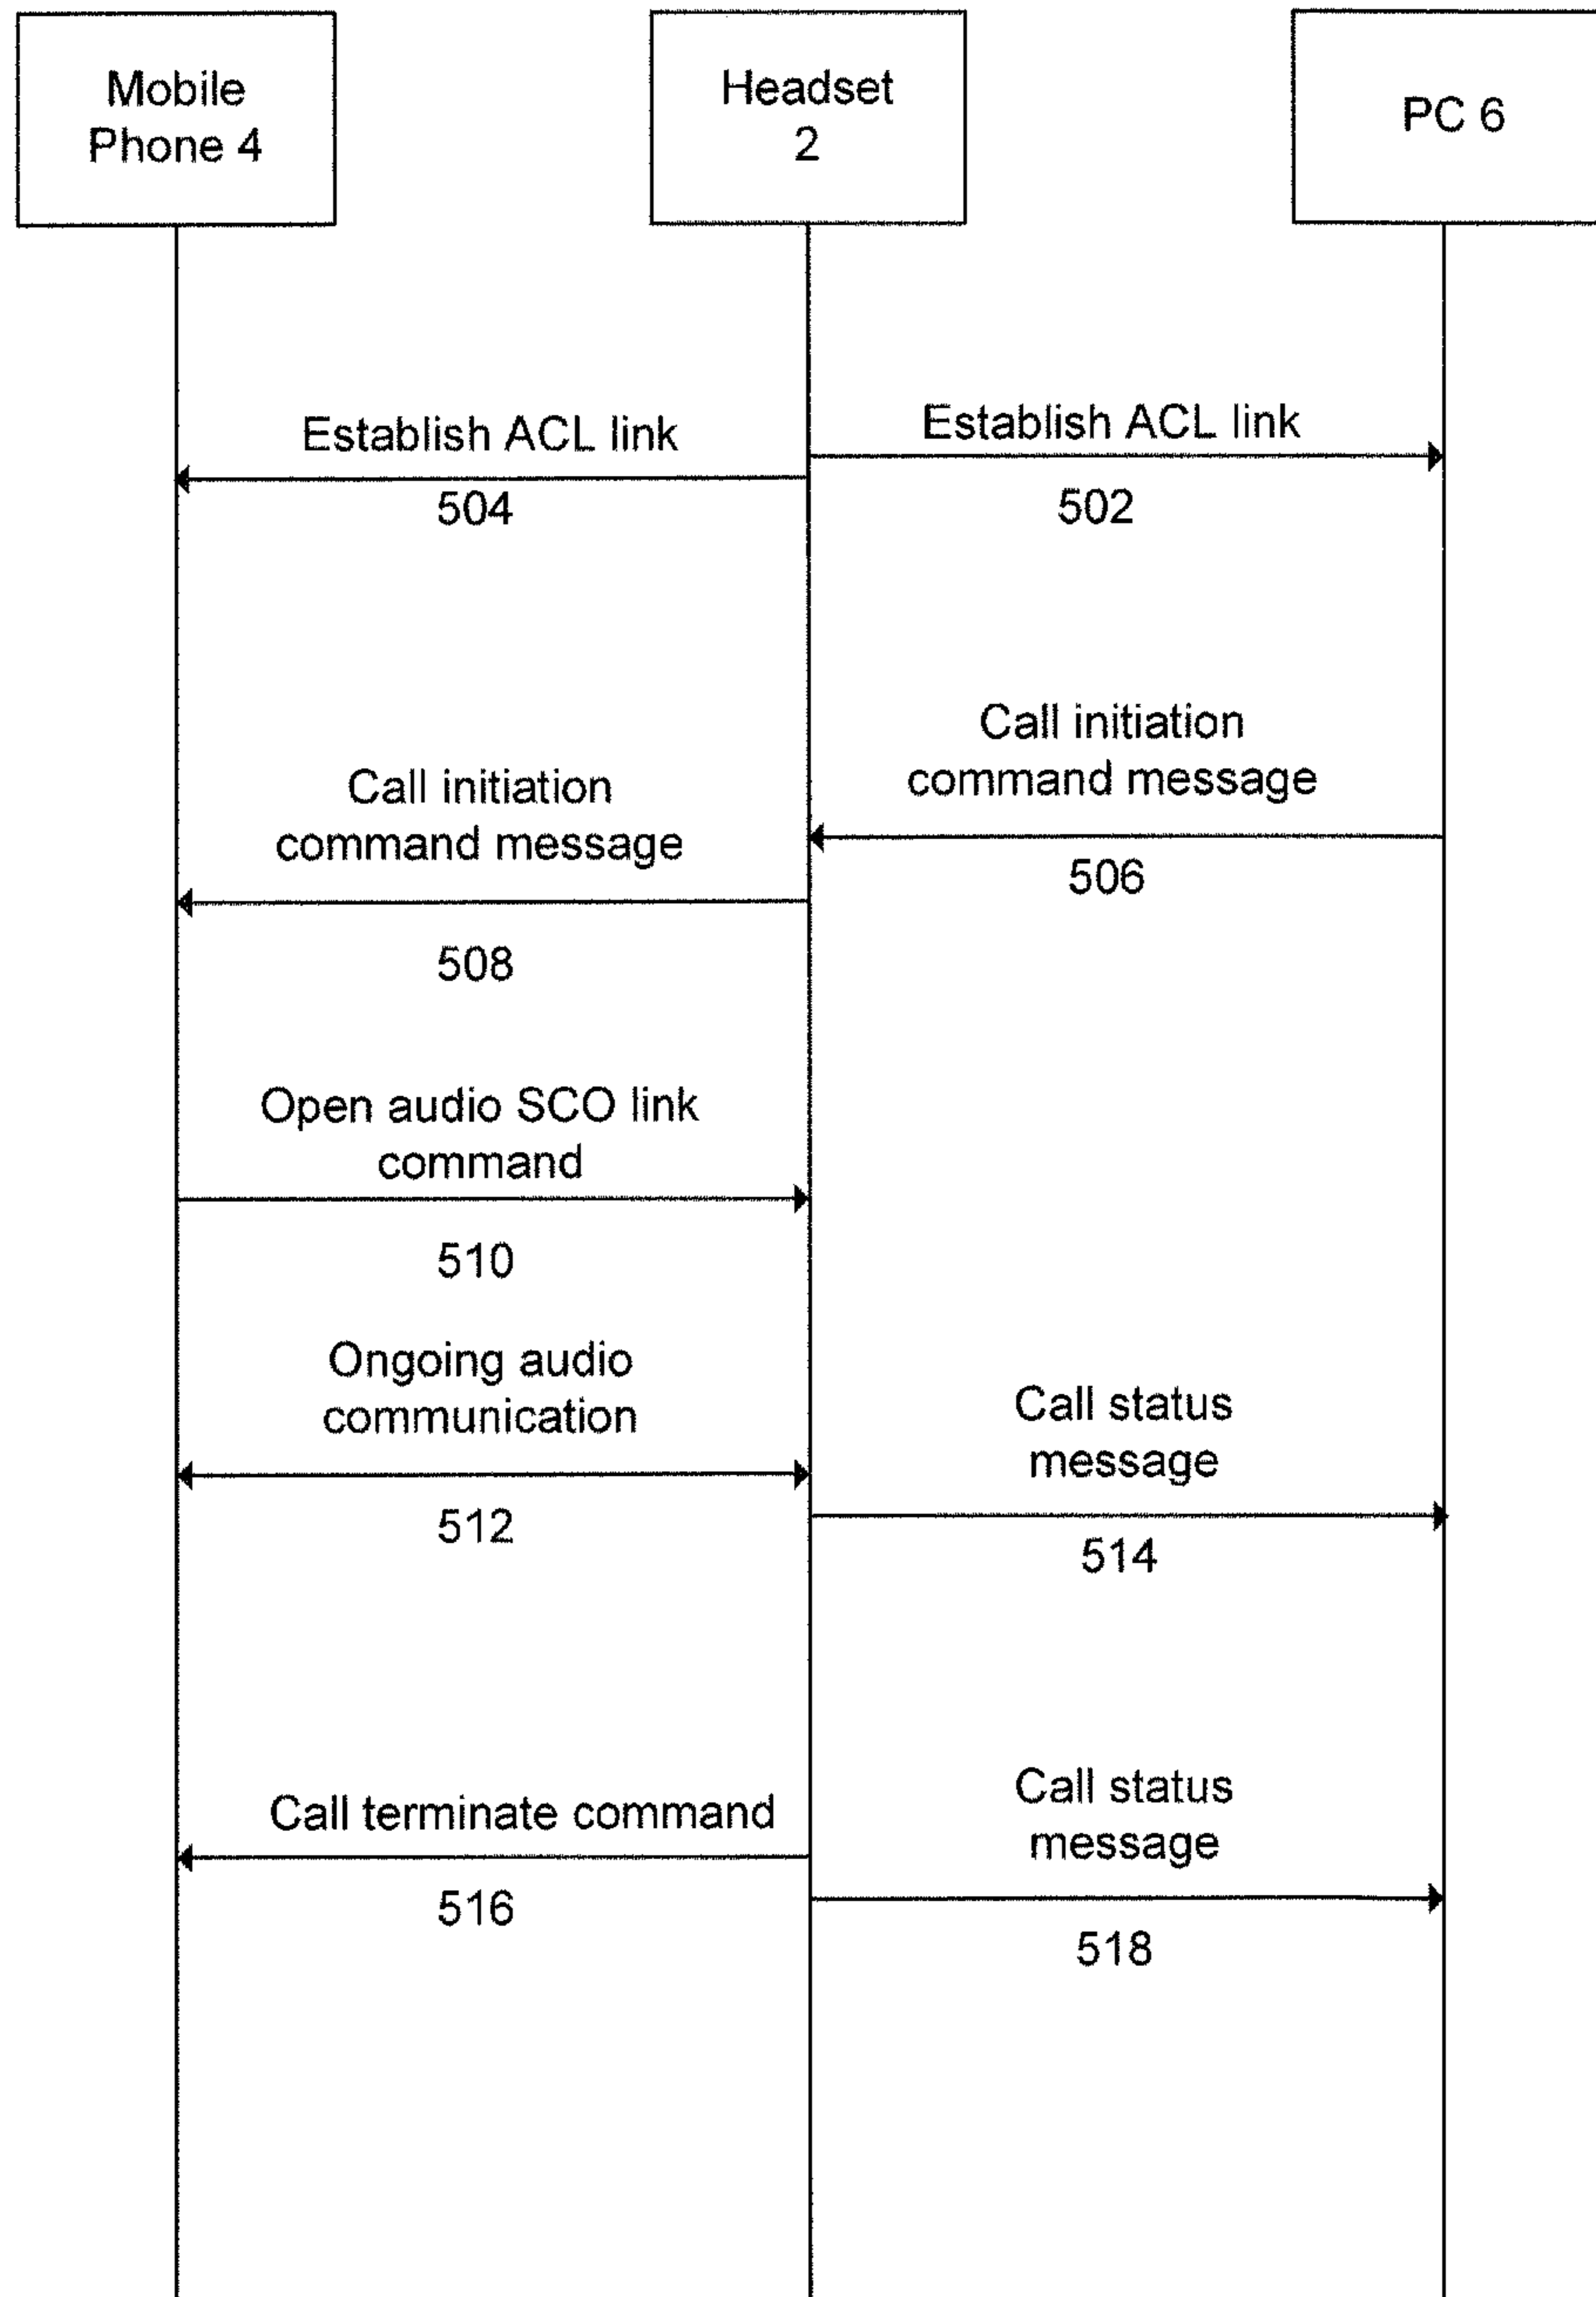 Mobile
Phone 4
Headset
2
PC 6
Establish ACL link
504
Establish ACL link
502
Call initiation
command message
506
Call initiation
command message
508
Open audio SCO link
command
510
Ongoing audio
communication
512
Call status
message
514
Call terminate command
516
Call status
message
518